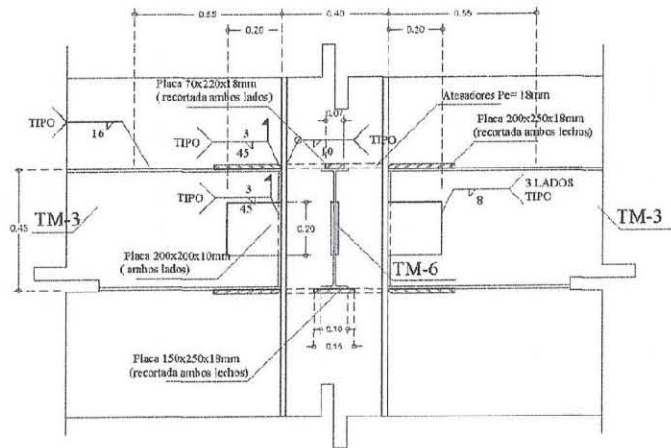 0.55
0.40
0.55
0.20
0.20
Placa 70x220x18mm
( recortada ambos lados)
Atesadores Pe= 18mm
0.07
Placa 200x250x18mm
(recortada ambos lechos)
TIPO
16
TIPO
3
45
10
TIPO
3
45
3 LADOS
TIPO
8
TM-3
TM-3
0.45
0.20
Placa 200x200x10mm
( ambos lados)
TM-6
0.10
0.15
Placa 150x250x18mm
(recortada ambos lechos)